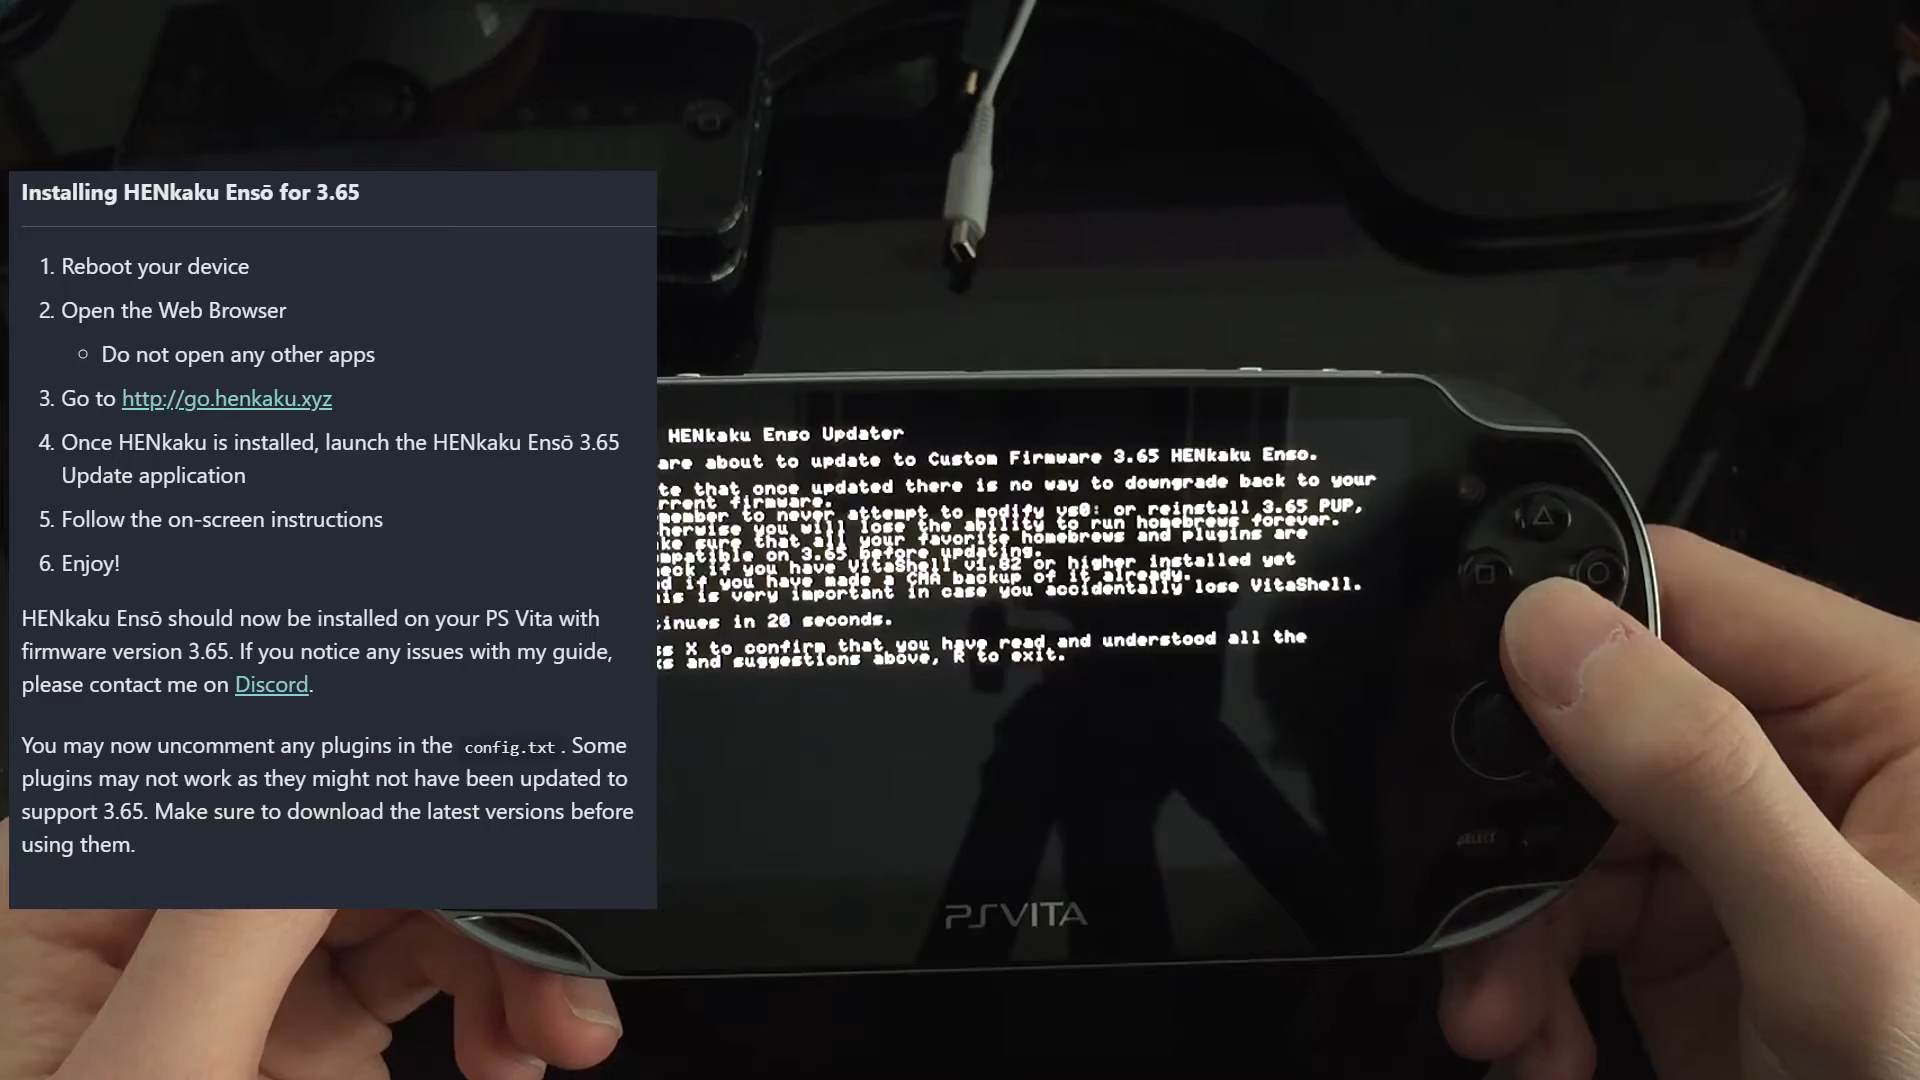 Installing HENkaku Ensō for 3.65
1. Reboot your device
2. Open the Web Browser
○ Do not open any other apps
3. Go to http://go.henkaku.xyz
4. Once HENkaku is installed, launch the HENkaku Ensō 3.65
Update application
5. Follow the on-screen instructions
6. Enjoy!
HENkaku Ensō should now be installed on your PS Vita with
firmware version 3.65. If you notice any issues with my guide,
please contact me on Discord.
You may now uncomment any plugins in the config.txt. Some
plugins may not work as they might not have been updated to
support 3.65. Make sure to download the latest versions before
using them.
HENkaku Enso Updater
are about to update to Custom Firmware 3.65 HENkaku Enso.
te that once updated there is no way to downgrade back to your
rrent firmware.
member to never attempt to modify vs0: or reinstall 3.65 PUP,
herwise you will lose the ability to run homebrews forever.
ke sure that all your favorite homebrews and plugins are
mpatible on 3.65 before updating.
eck if you have VitaShell v1.82 or higher installed yet
d if you have made a CMA backup of it already.
his is very important in case you accidentally lose VitaShell.
tinues in 20 seconds.
ss X to confirm that you have read and understood all the
ks and suggestions above, R to exit.
SELECT
PSVITA